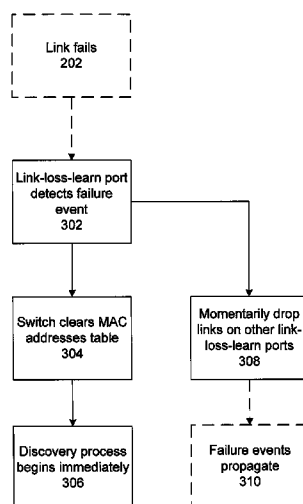 Link fails
202
Link-loss-learn port
detects failure
event
302
Switch clears MAC
addresses table
304
Momentarily drop
links on other link-
loss-learn ports
308
Discovery process
begins immediately
306
Failure events
propagate
310